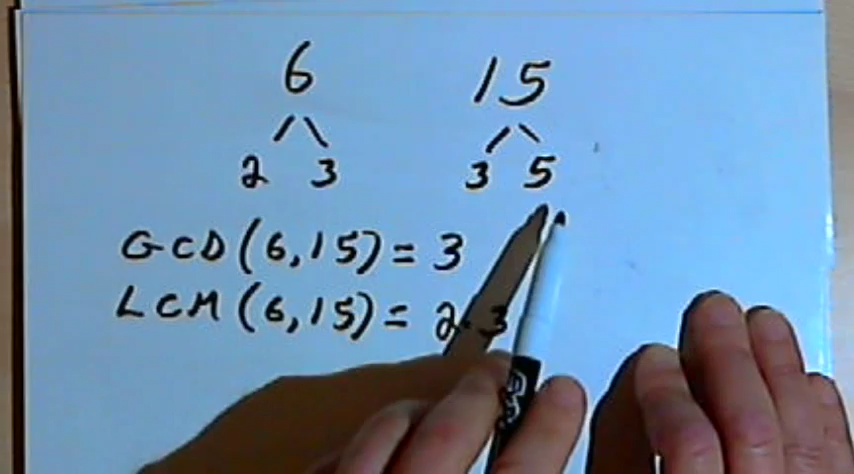 6 15
2 3 3 5
GCD(6,15) = 3
LCM(6,15) = 2·3